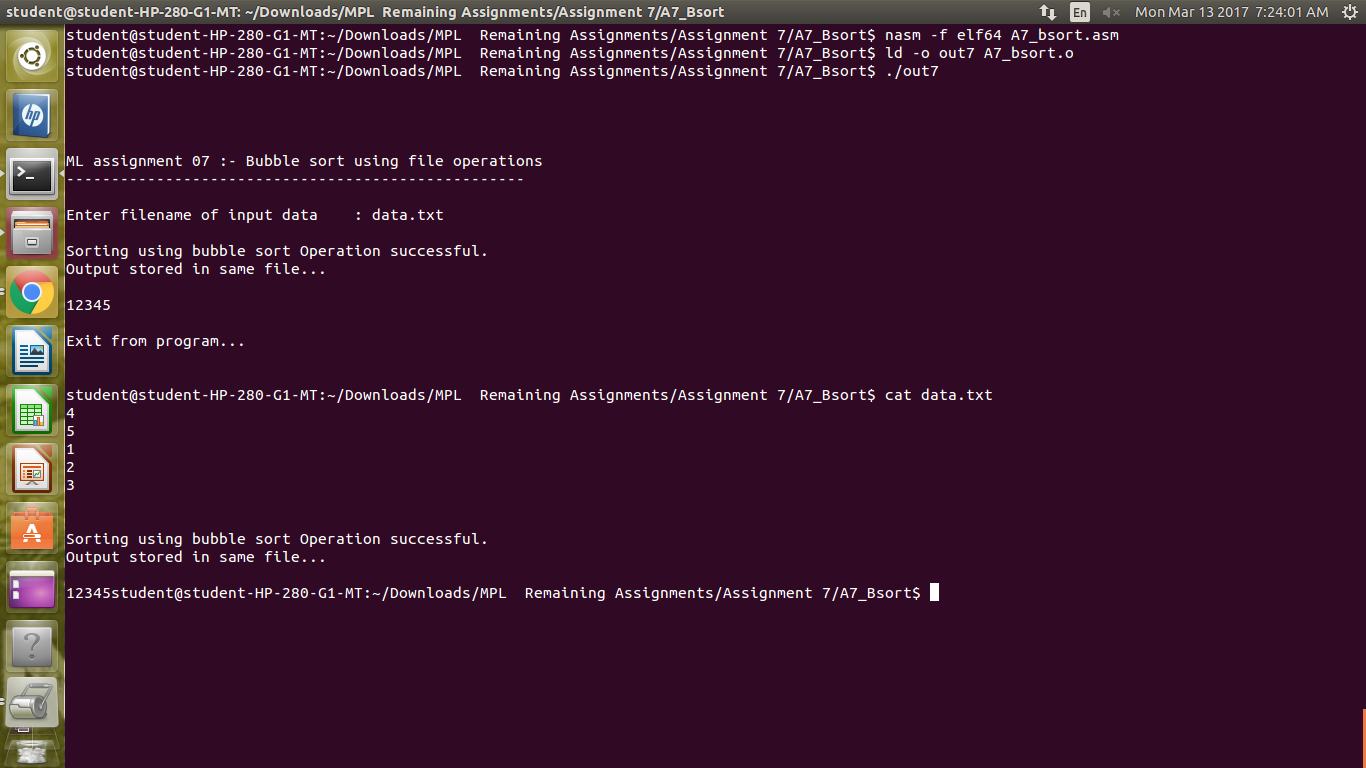 student@student-HP-280-G1-MT: ~/Downloads/MPL  Remaining Assignments/Assignment 7/A7_Bsort En Mon Mar 13 2017 7:24:01 AM
student@student-HP-280-G1-MT:~/Downloads/MPL  Remaining Assignments/Assignment 7/A7_Bsort$ nasm -f elf64 A7_bsort.asm
student@student-HP-280-G1-MT:~/Downloads/MPL  Remaining Assignments/Assignment 7/A7_Bsort$ ld -o out7 A7_bsort.o
student@student-HP-280-G1-MT:~/Downloads/MPL  Remaining Assignments/Assignment 7/A7_Bsort$ ./out7
ML assignment 07 :- Bubble sort using file operations
---------------------------------------------------
Enter filename of input data    : data.txt
Sorting using bubble sort Operation successful.
Output stored in same file...
12345
Exit from program...
student@student-HP-280-G1-MT:~/Downloads/MPL  Remaining Assignments/Assignment 7/A7_Bsort$ cat data.txt
4
5
1
2
3
Sorting using bubble sort Operation successful.
Output stored in same file...
12345student@student-HP-280-G1-MT:~/Downloads/MPL  Remaining Assignments/Assignment 7/A7_Bsort$